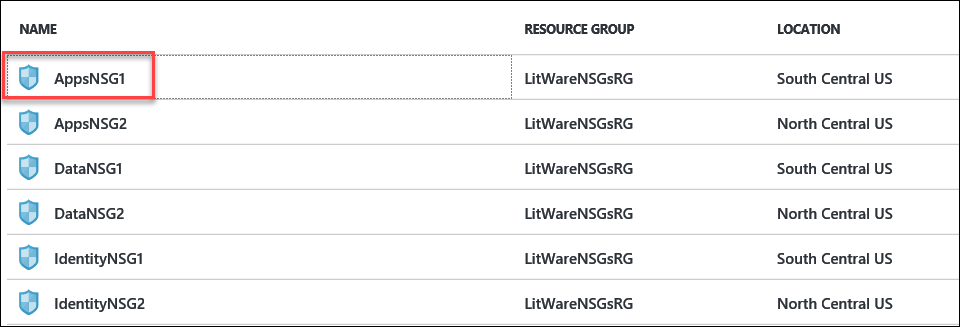 NAME RESOURCE GROUP LOCATION
AppsNSG1 LitWareNSGsRG South Central US
AppsNSG2 LitWareNSGsRG North Central US
DataNSG1 LitWareNSGsRG South Central US
DataNSG2 LitWareNSGsRG North Central US
IdentityNSG1 LitWareNSGsRG South Central US
IdentityNSG2 LitWareNSGsRG North Central US